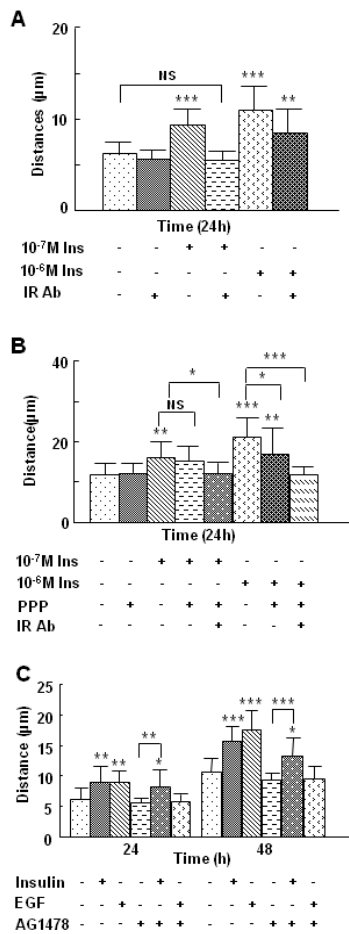 A
20
NS
***
***
**
10
Distances (µm)
0
Time (24h)
10⁻⁷M Ins - - + + - -
10⁻⁶M Ins - - - - + +
IR Ab - + - + - +
B
40
***
*
*
NS
***
**
**
20
Distance(µm)
0
Time (24h)
10⁻⁷M Ins - - + + + - - -
10⁻⁶M Ins - - - - - + + +
PPP - + - + + - + +
IR Ab - - - - + - - +
C
25
***
***
***
20
**
** **
*
*
15
10
5
0
Distance (µm)
24 48
Time (h)
Insulin - + - - + - - + - - + -
EGF - - + - - + - - + - - +
AG1478 - - - + + + - - - + + +